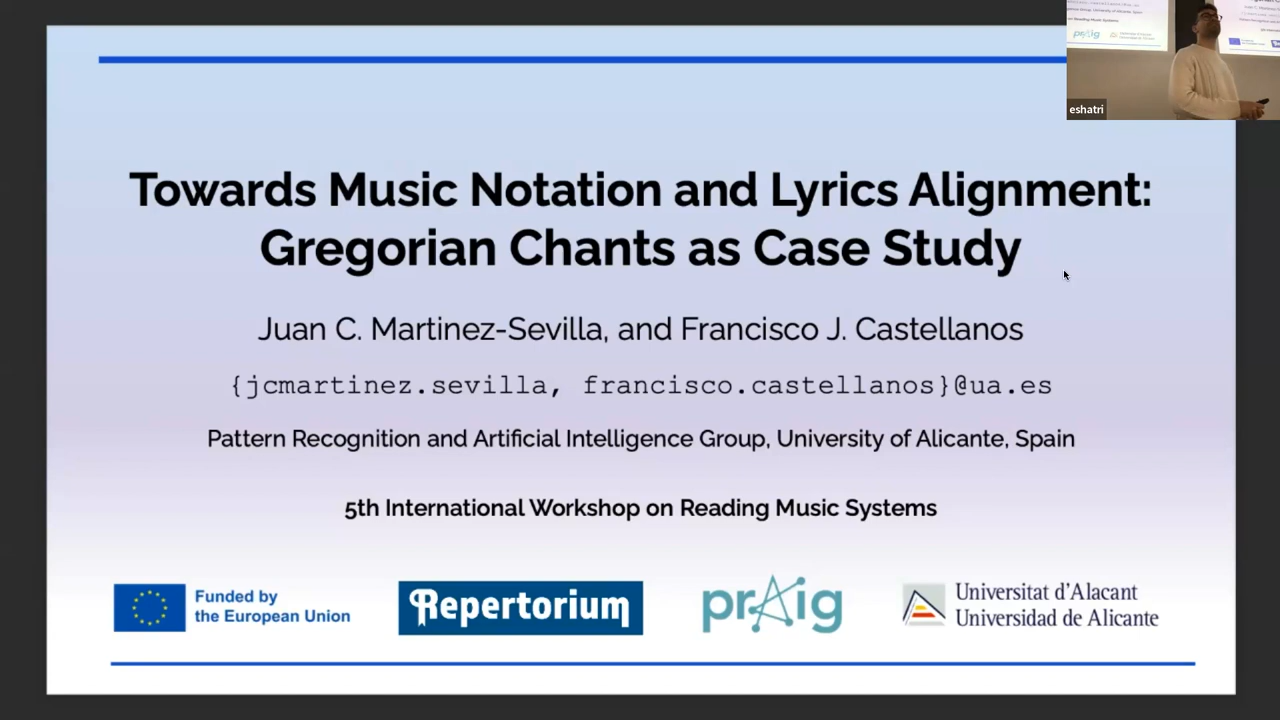 Towards Music Notation and Lyrics Alignment:
Gregorian Chants as Case Study
Juan C. Martinez-Sevilla, and Francisco J. Castellanos
{jcmartinez.sevilla, francisco.castellanos}@ua.es
Pattern Recognition and Artificial Intelligence Group, University of Alicante, Spain
5th International Workshop on Reading Music Systems
Funded by
the European Union
Repertorium
prAig
Universitat d'Alacant
Universidad de Alicante
eshatri